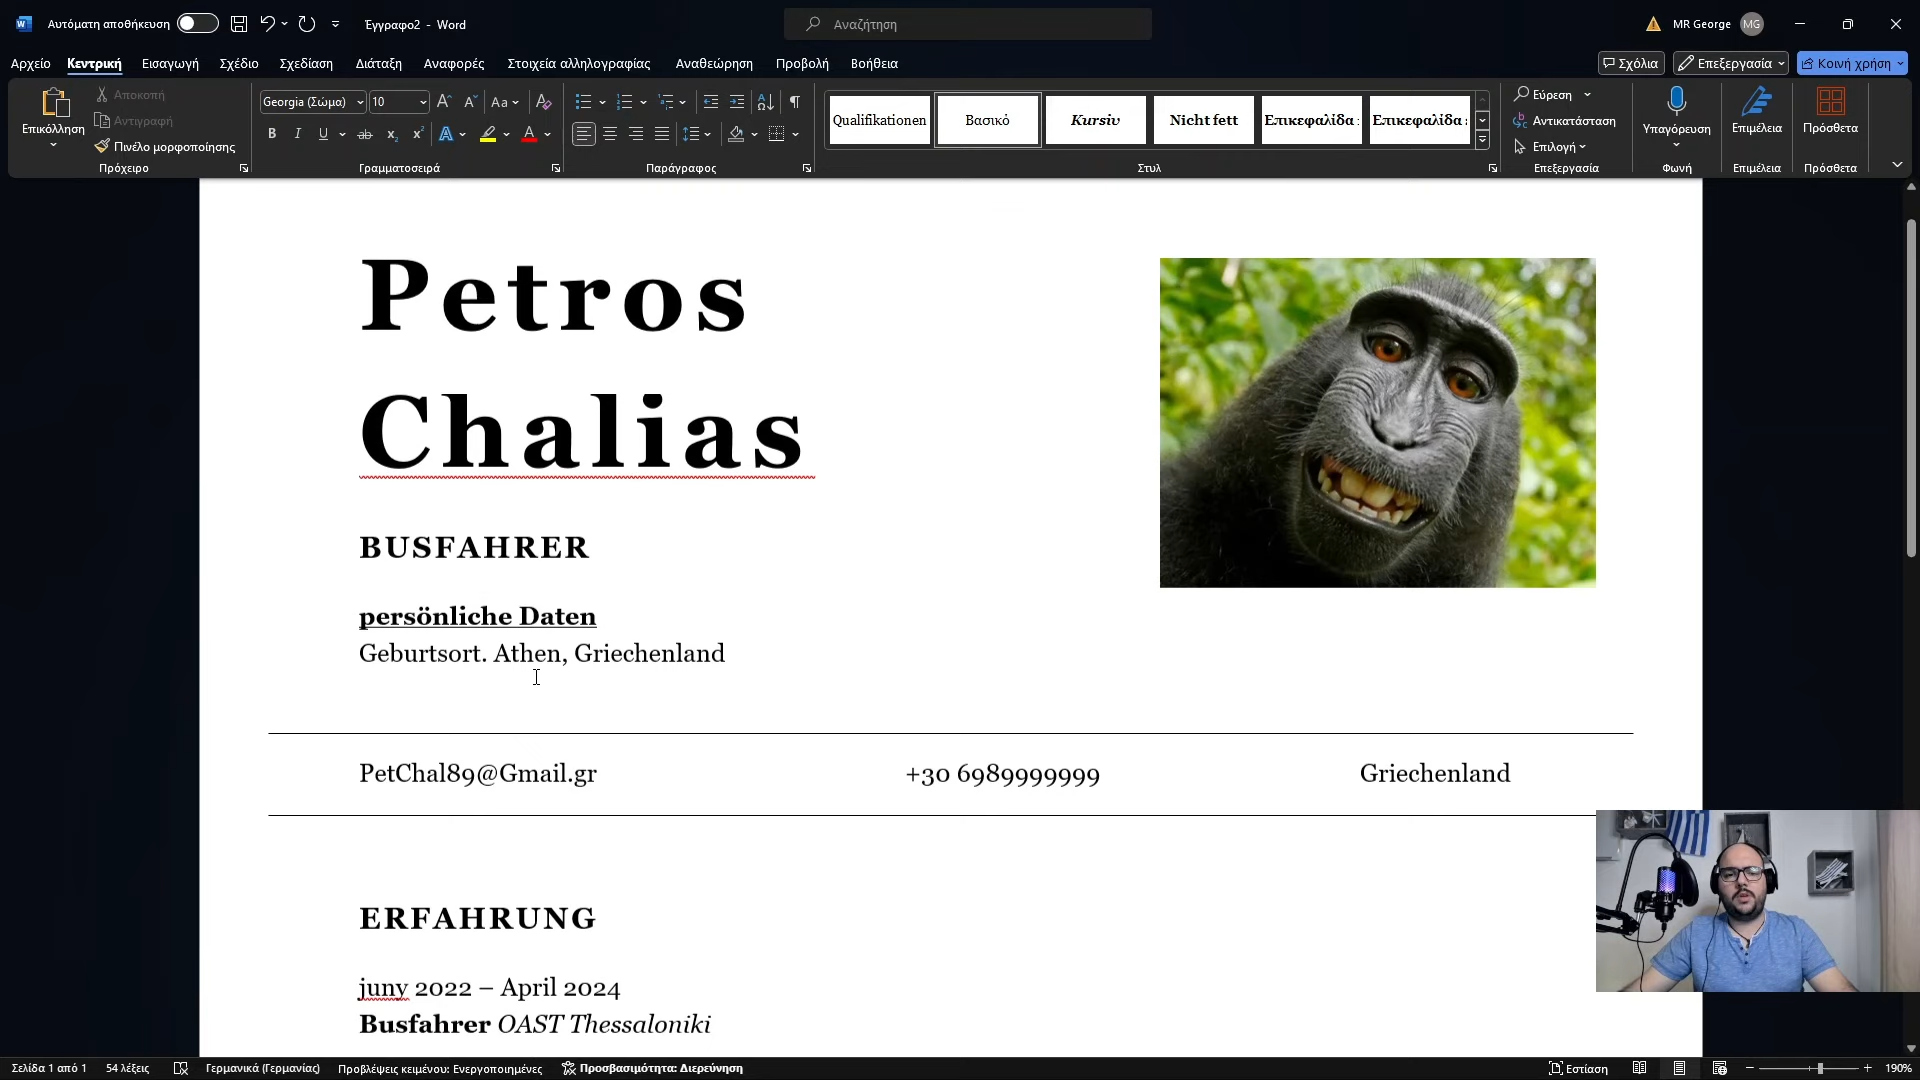 Αυτόματη αποθήκευση
Έγγραφο2 - Word
Αναζήτηση
MR George
MG
Αρχείο
Κεντρική
Εισαγωγή
Σχέδιο
Σχεδίαση
Διάταξη
Αναφορές
Στοιχεία αλληλογραφίας
Αναθεώρηση
Προβολή
Βοήθεια
Σχόλια
Επεξεργασία
Κοινή χρήση
Επικόλληση
Αποκοπή
Αντιγραφή
Πινέλο μορφοποίησης
Πρόχειρο
Georgia (Σώμα)
10
Γραμματοσειρά
Παράγραφος
Qualifikationen
Βασικό
Kursiv
Nicht fett
Επικεφαλίδα :
Επικεφαλίδα :
Στυλ
Εύρεση
Αντικατάσταση
Επιλογή
Επεξεργασία
Υπαγόρευση
Φωνή
Επιμέλεια
Επιμέλεια
Πρόσθετα
Πρόσθετα
Petros
Chalias
BUSFAHRER
persönliche Daten
Geburtsort. Athen, Griechenland
PetChal89@Gmail.gr
+30 6989999999
Griechenland
ERFAHRUNG
juny 2022 – April 2024
Busfahrer OAST Thessaloniki
Σελίδα 1 από 1
54 λέξεις
Γερμανικά (Γερμανίας)
Προβλέψεις κειμένου: Ενεργοποιημένες
Προσβασιμότητα: Διερεύνηση
Εστίαση
190%